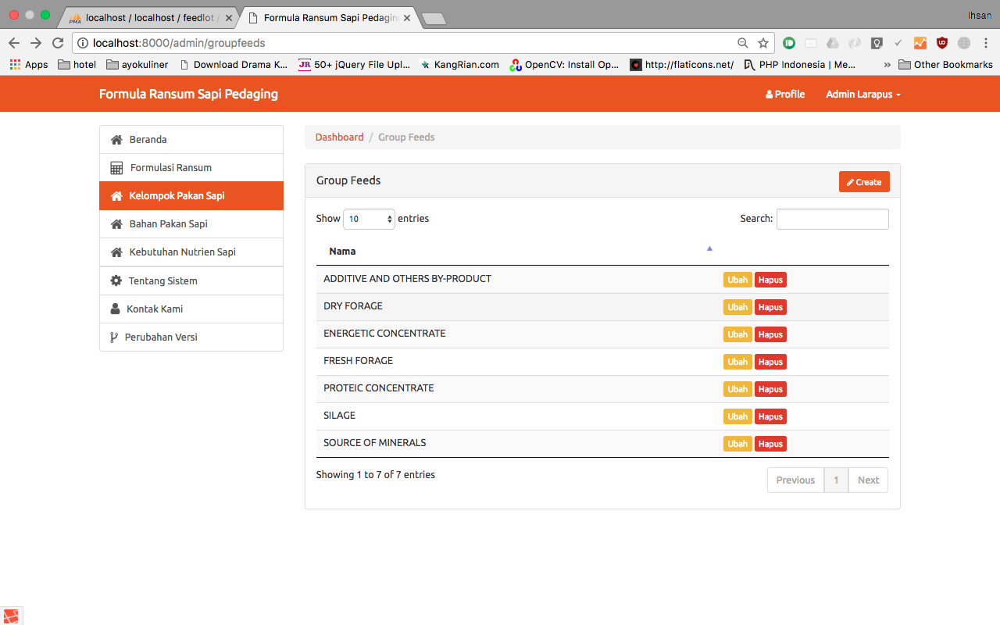 localhost / localhost / feedlot /
Formula Ransum Sapi Pedaging
Ihsan
localhost:8000/admin/groupfeeds
Apps hotel ayokuliner Download Drama K... JR 50+ jQuery File Upl... KangRian.com OpenCV: Install Op... http://flaticons.net/ PHP Indonesia | Me... » Other Bookmarks
Formula Ransum Sapi Pedaging
Profile Admin Larapus
Beranda
Formulasi Ransum
Kelompok Pakan Sapi
Bahan Pakan Sapi
Kebutuhan Nutrien Sapi
Tentang Sistem
Kontak Kami
Perubahan Versi
Dashboard / Group Feeds
Group Feeds
Create
Show 10 entries
Search:
Nama
ADDITIVE AND OTHERS BY-PRODUCT Ubah Hapus
DRY FORAGE Ubah Hapus
ENERGETIC CONCENTRATE Ubah Hapus
FRESH FORAGE Ubah Hapus
PROTEIC CONCENTRATE Ubah Hapus
SILAGE Ubah Hapus
SOURCE OF MINERALS Ubah Hapus
Showing 1 to 7 of 7 entries
Previous 1 Next